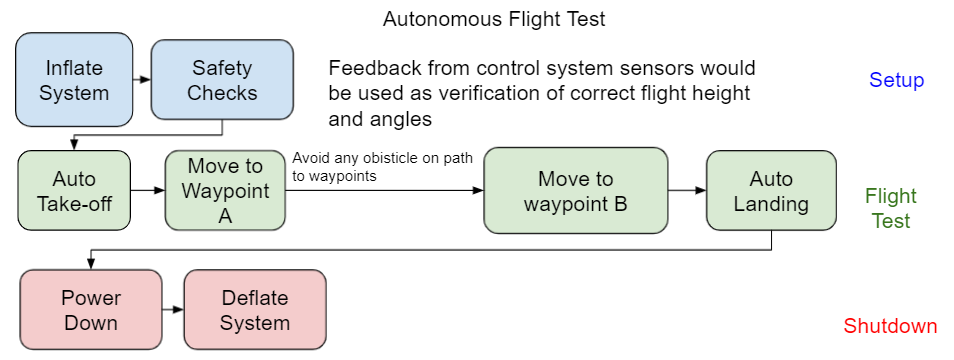 Autonomous Flight Test
Inflate
System
Safety
Checks
Feedback from control system sensors would
be used as verification of correct flight height
and angles
Setup
Auto
Take-off
Move to
Waypoint
A
Avoid any obisticle on path
to waypoints
Move to
waypoint B
Auto
Landing
Flight
Test
Power
Down
Deflate
System
Shutdown